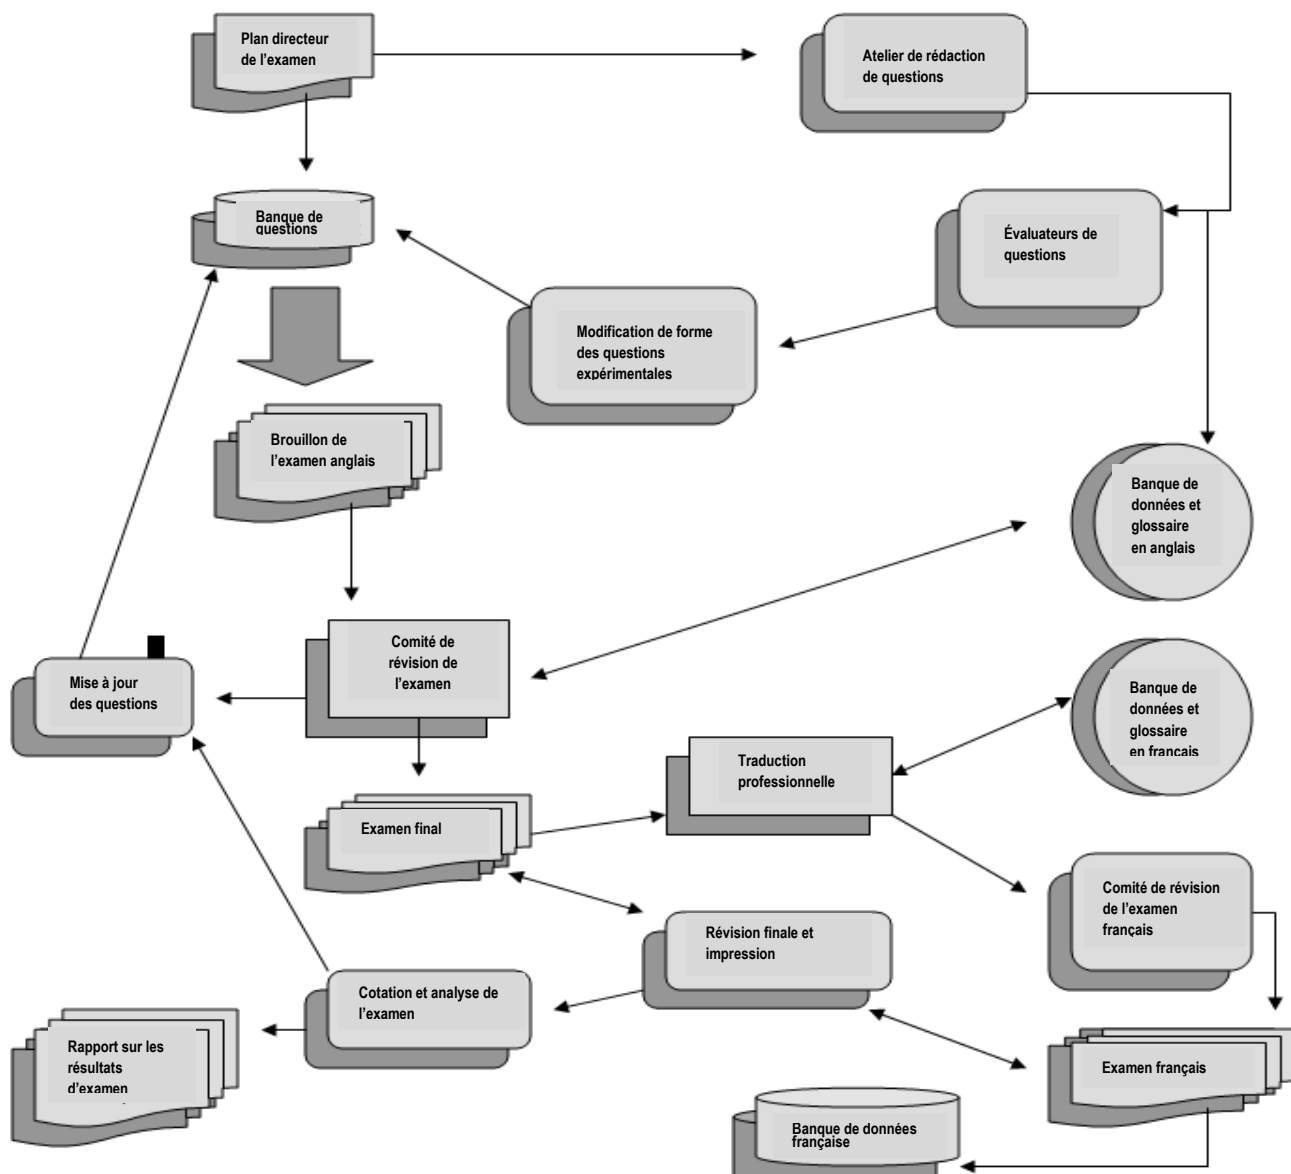 Plan directeur
de l'examen
Atelier de rédaction
de questions
Banque de
questions
Évaluateurs de
questions
Modification de forme
des questions
expérimentales
Brouillon de
l'examen anglais
Banque de
données et
glossaire
en anglais
Comité de
révision de
l'examen
Mise à jour
des questions
Banque de
données et
glossaire
en français
Traduction
professionnelle
Examen final
Comité de révision
de l'examen
français
Révision finale et
impression
Cotation et analyse de
l'examen
Rapport sur les
résultats
d'examen
Examen français
Banque de données
française